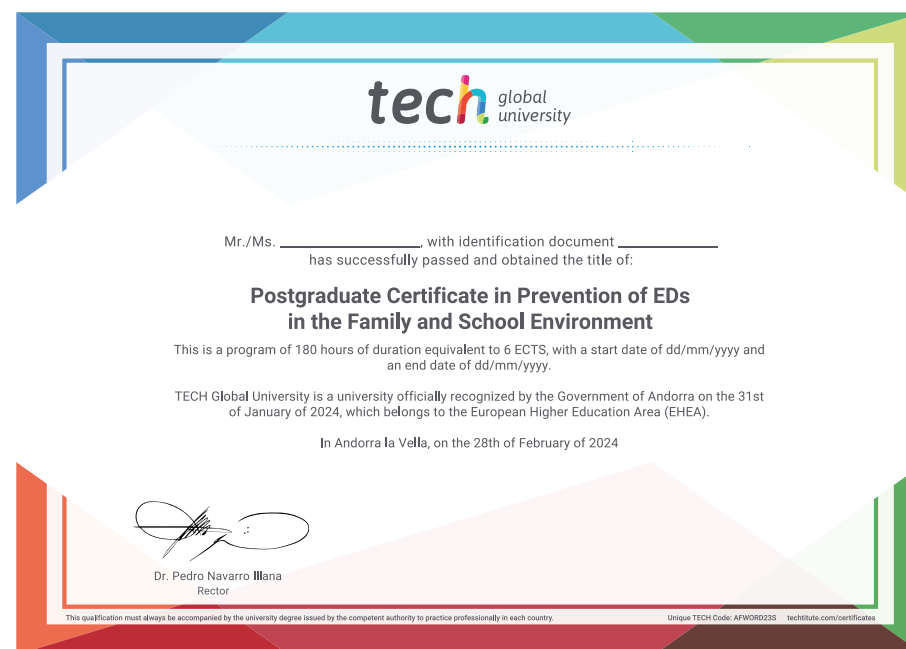 tech global
university
Mr./Ms. ____________________, with identification document ______________
has successfully passed and obtained the title of:
Postgraduate Certificate in Prevention of EDs
in the Family and School Environment
This is a program of 180 hours of duration equivalent to 6 ECTS, with a start date of dd/mm/yyyy and
an end date of dd/mm/yyyy.
TECH Global University is a university officially recognized by the Government of Andorra on the 31st
of January of 2024, which belongs to the European Higher Education Area (EHEA).
In Andorra la Vella, on the 28th of February of 2024
Dr. Pedro Navarro Illana
Rector
This qualification must always be accompanied by the university degree issued by the competent authority to practice professionally in each country.
Unique TECH Code: AFWORD23S techtitute.com/certificates